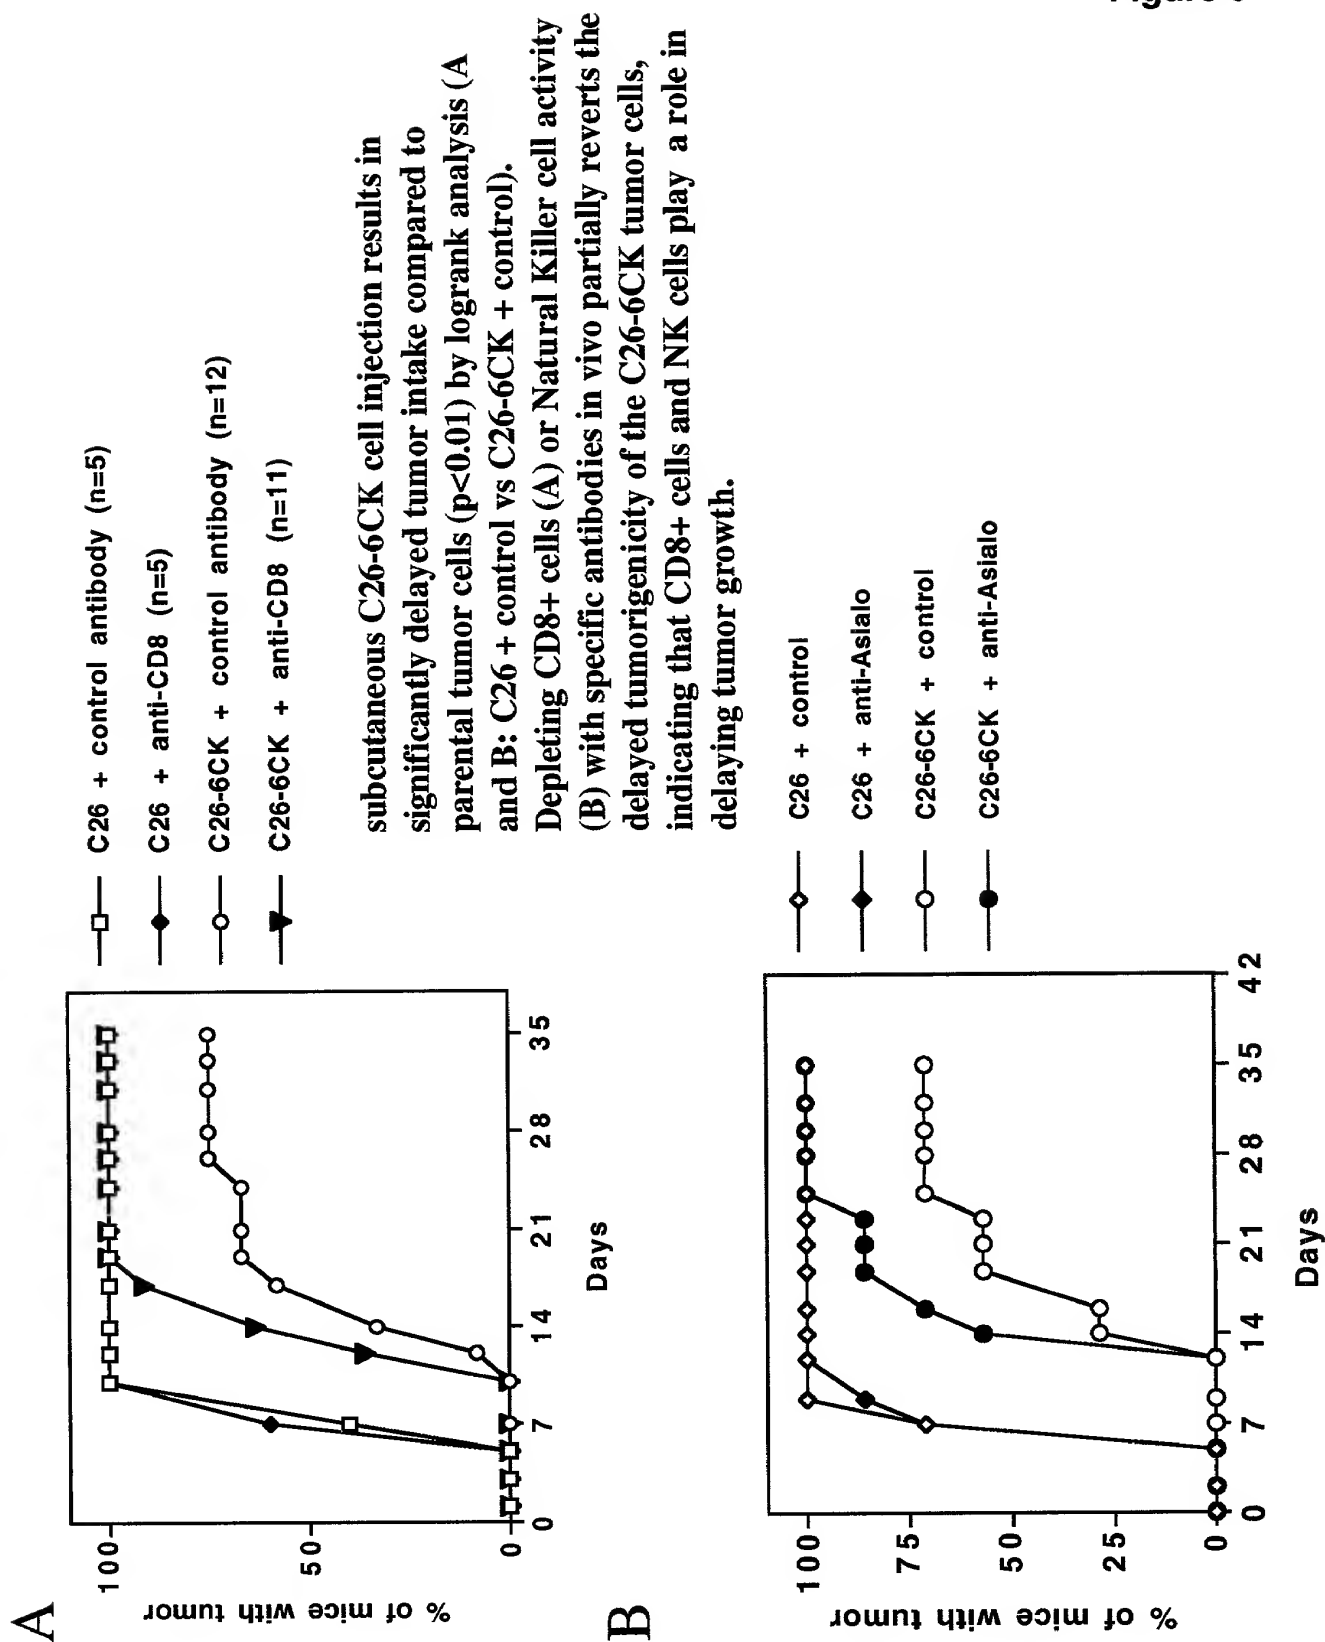 Figure
A
% of mice with tumor
100
50
0
0 7 14 21 28 35
Days
C26 + control antibody (n=5)
C26 + anti-CD8 (n=5)
C26-6CK + control antibody (n=12)
C26-6CK + anti-CD8 (n=11)
subcutaneous C26-6CK cell injection results in
significantly delayed tumor intake compared to
parental tumor cells (p<0.01) by logrank analysis (A
and B: C26 + control vs C26-6CK + control).
Depleting CD8+ cells (A) or Natural Killer cell activity
(B) with specific antibodies in vivo partially reverts the
delayed tumorigenicity of the C26-6CK tumor cells,
indicating that CD8+ cells and NK cells play a role in
delaying tumor growth.
B
% of mice with tumor
100
75
50
25
0
0 7 14 21 28 35 42
Days
C26 + control
C26 + anti-Asialo
C26-6CK + control
C26-6CK + anti-Asialo